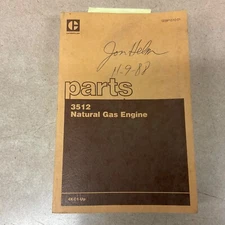 Jon Helm
11-9-88
parts
3512
Natural Gas Engine